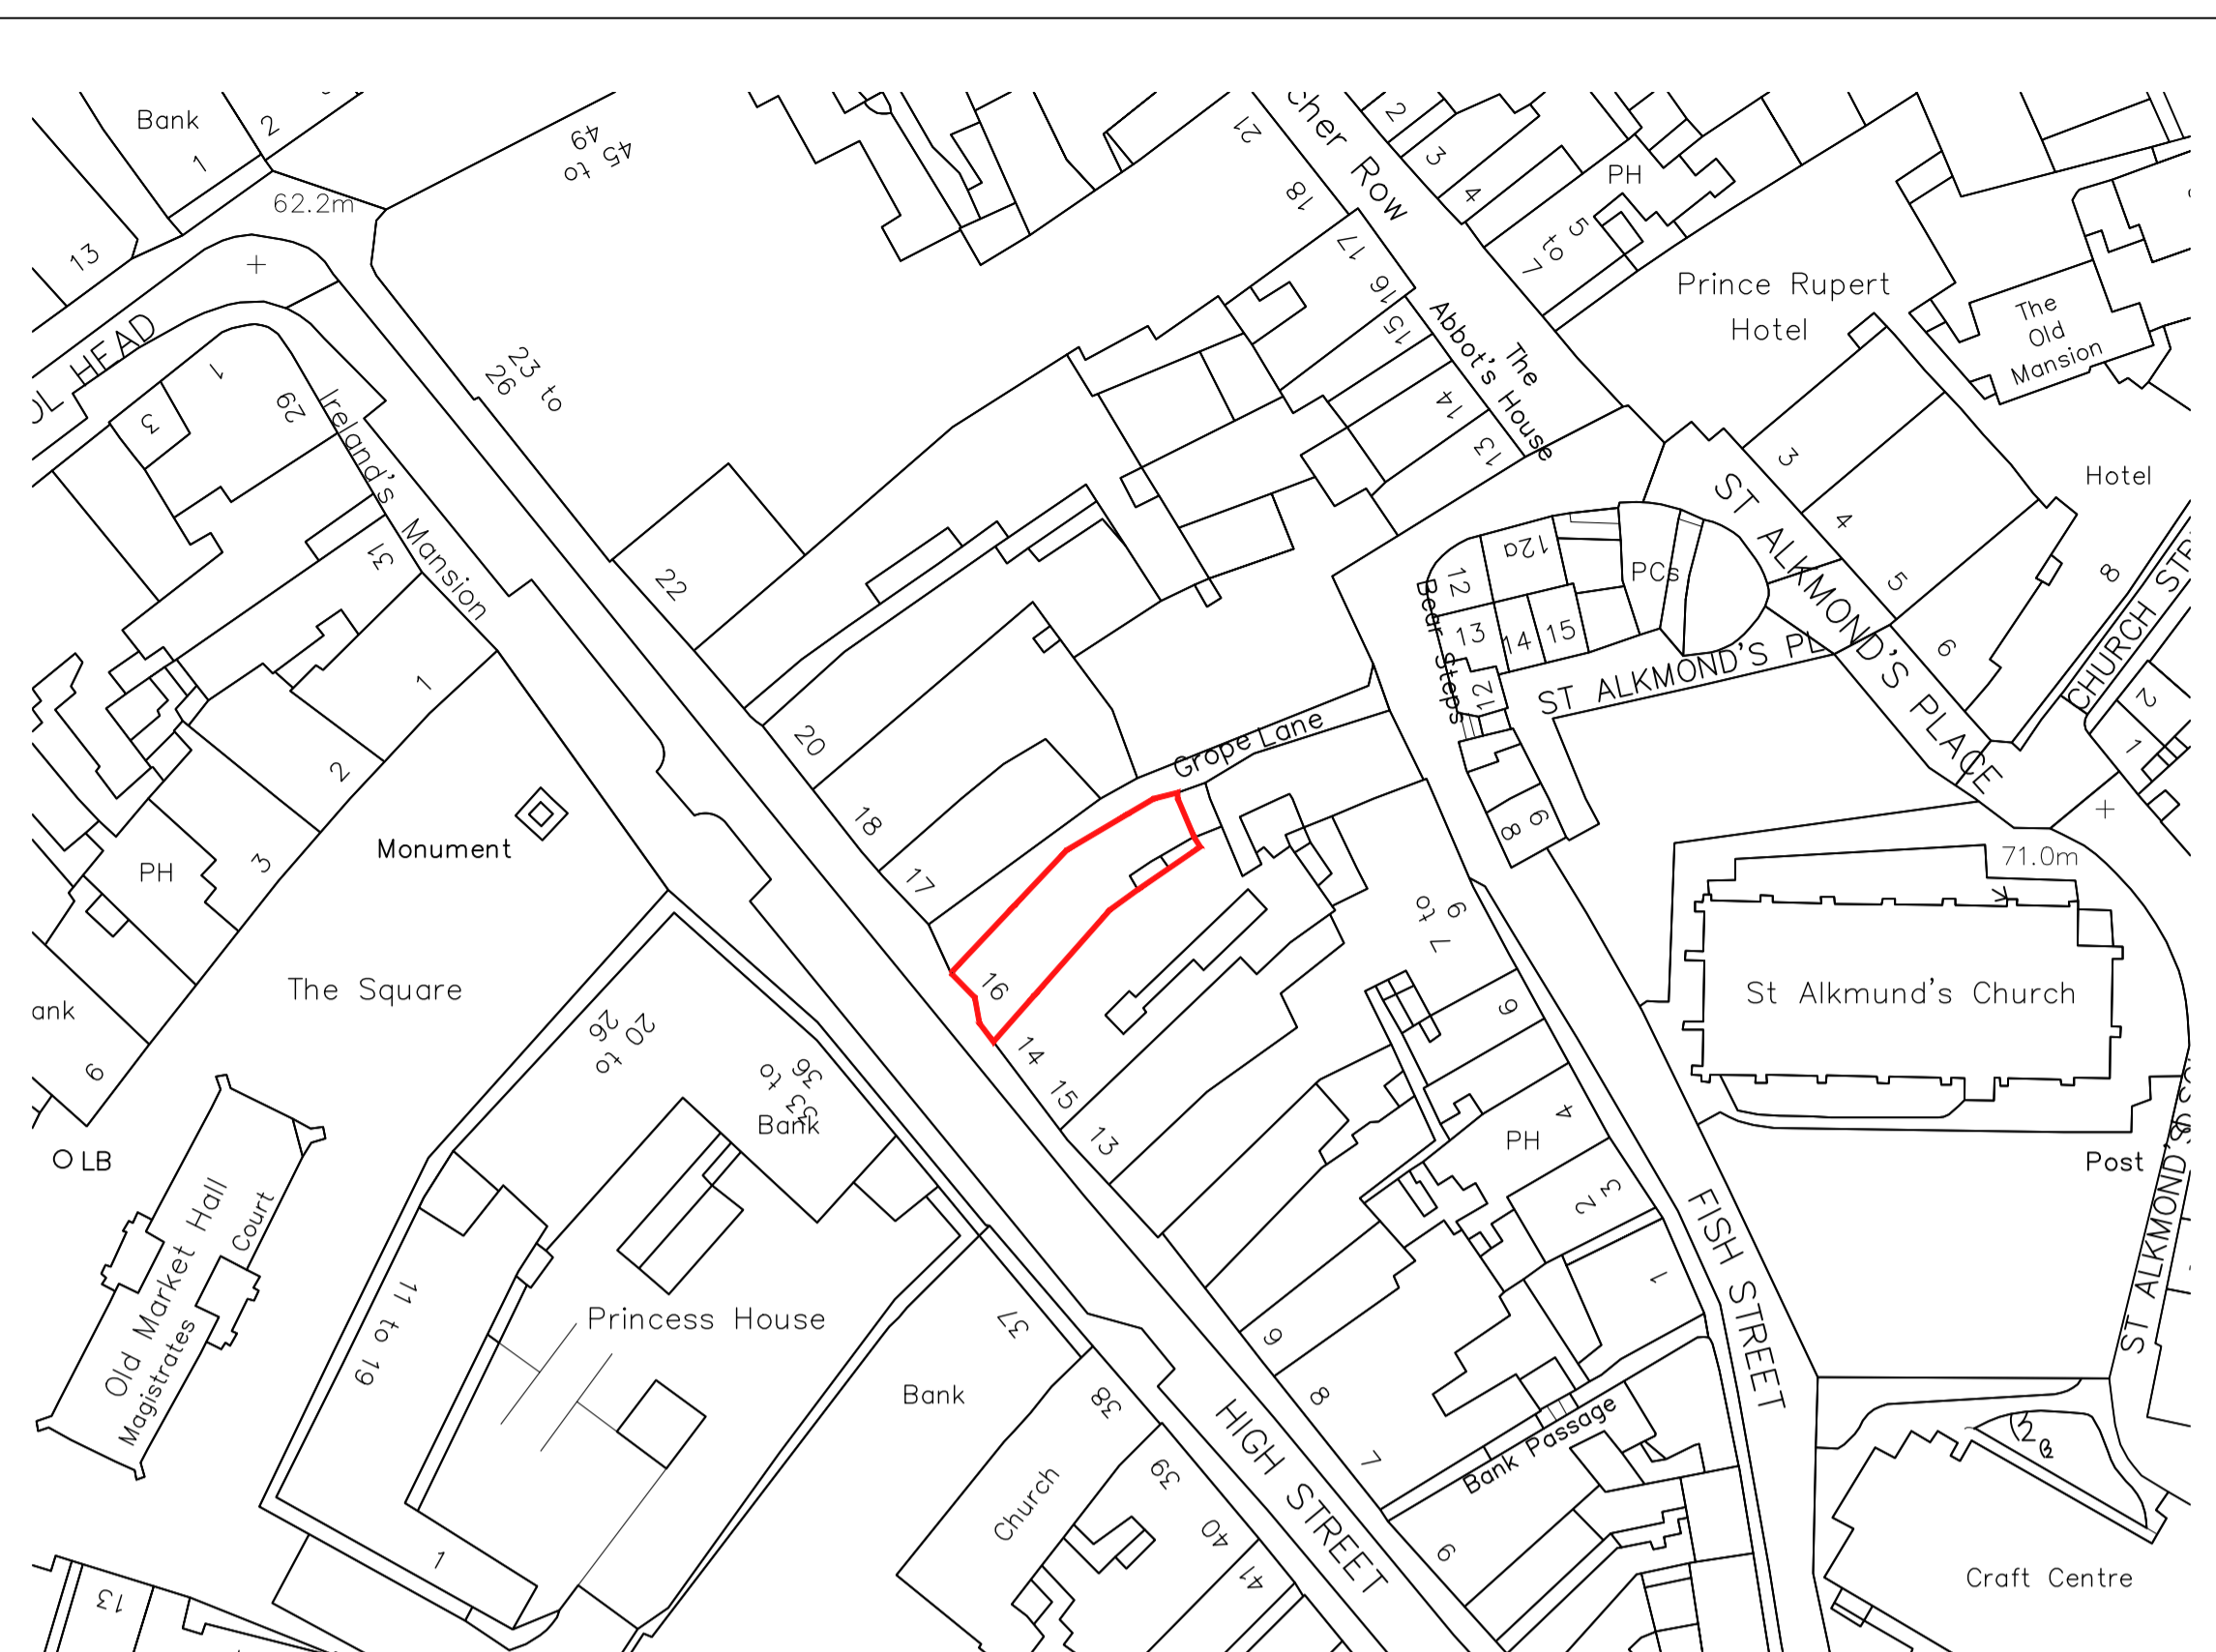 Bank
2
1
62.2m
13
45 to
49
21
18
17
16
15
14
13
cher Row
2
3
4
PH
5
to
7
Prince Rupert
Hotel
The
Old
Mansion
The
Abbot's House
OL HEAD
1
3
29
Ireland's Mansion
31
23 to
26
22
20
18
17
16
14
15
13
12
12a
PCs
13
14
15
12
Bear Steps
ST ALKMOND'S PL
ST ALKMOND'S PLACE
3
4
5
6
Hotel
8
CHURCH STR
2
1
Grope Lane
8
9
1
2
3
PH
Monument
The Square
ank
6
LB
Old Market Hall
Magistrates Court
20 to
26
33 to
36
Bank
11 to 19
Princess House
1
13
37
Bank
38
Church
39
40
41
HIGH STREET
7 to
9
6
4
PH
3
2
1
9
8
7
Bank Passage
6
FISH STREET
71.0m
St Alkmund's Church
Post
ST ALKMOND'S SQ
Craft Centre